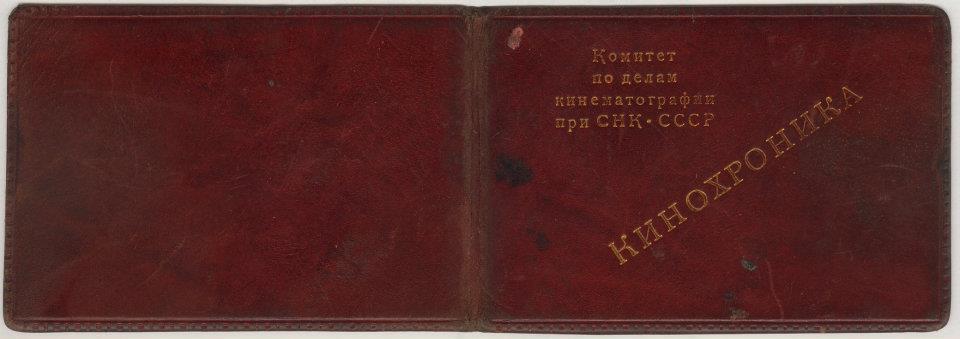 Комитет
по делам
кинематографии
при СНК • СССР
КИНОХРОНИКА